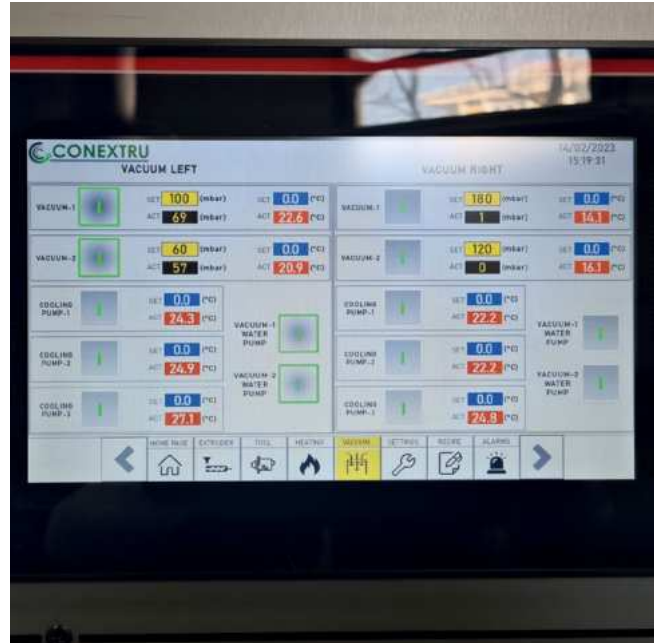 CONEXTRU
VACUUM LEFT
VACUUM RIGHT
14/02/2023
15:19:31
VACUUM-1
SET 100 (mbar) SET 0.0 (°C)
ACT 69 (mbar) ACT 22.6 (°C)
VACUUM-2
SET 60 (mbar) SET 0.0 (°C)
ACT 57 (mbar) ACT 20.9 (°C)
COOLING PUMP-1
SET 0.0 (°C)
ACT 24.3 (°C)
COOLING PUMP-2
SET 0.0 (°C)
ACT 24.9 (°C)
COOLING PUMP-3
SET 0.0 (°C)
ACT 27.1 (°C)
VACUUM-1
WATER
PUMP
VACUUM-2
WATER
PUMP
VACUUM-1
SET 180 (mbar) SET 0.0 (°C)
ACT 1 (mbar) ACT 14.1 (°C)
VACUUM-2
SET 120 (mbar) SET 0.0 (°C)
ACT 0 (mbar) ACT 16.1 (°C)
COOLING PUMP-1
SET 0.0 (°C)
ACT 22.2 (°C)
COOLING PUMP-2
SET 0.0 (°C)
ACT 22.2 (°C)
COOLING PUMP-3
SET 0.0 (°C)
ACT 24.8 (°C)
VACUUM-1
WATER
PUMP
VACUUM-2
WATER
PUMP
HOME PAGE EXTRUDER TOOL HEATING VACUUM SETTINGS RECIPE ALARMS